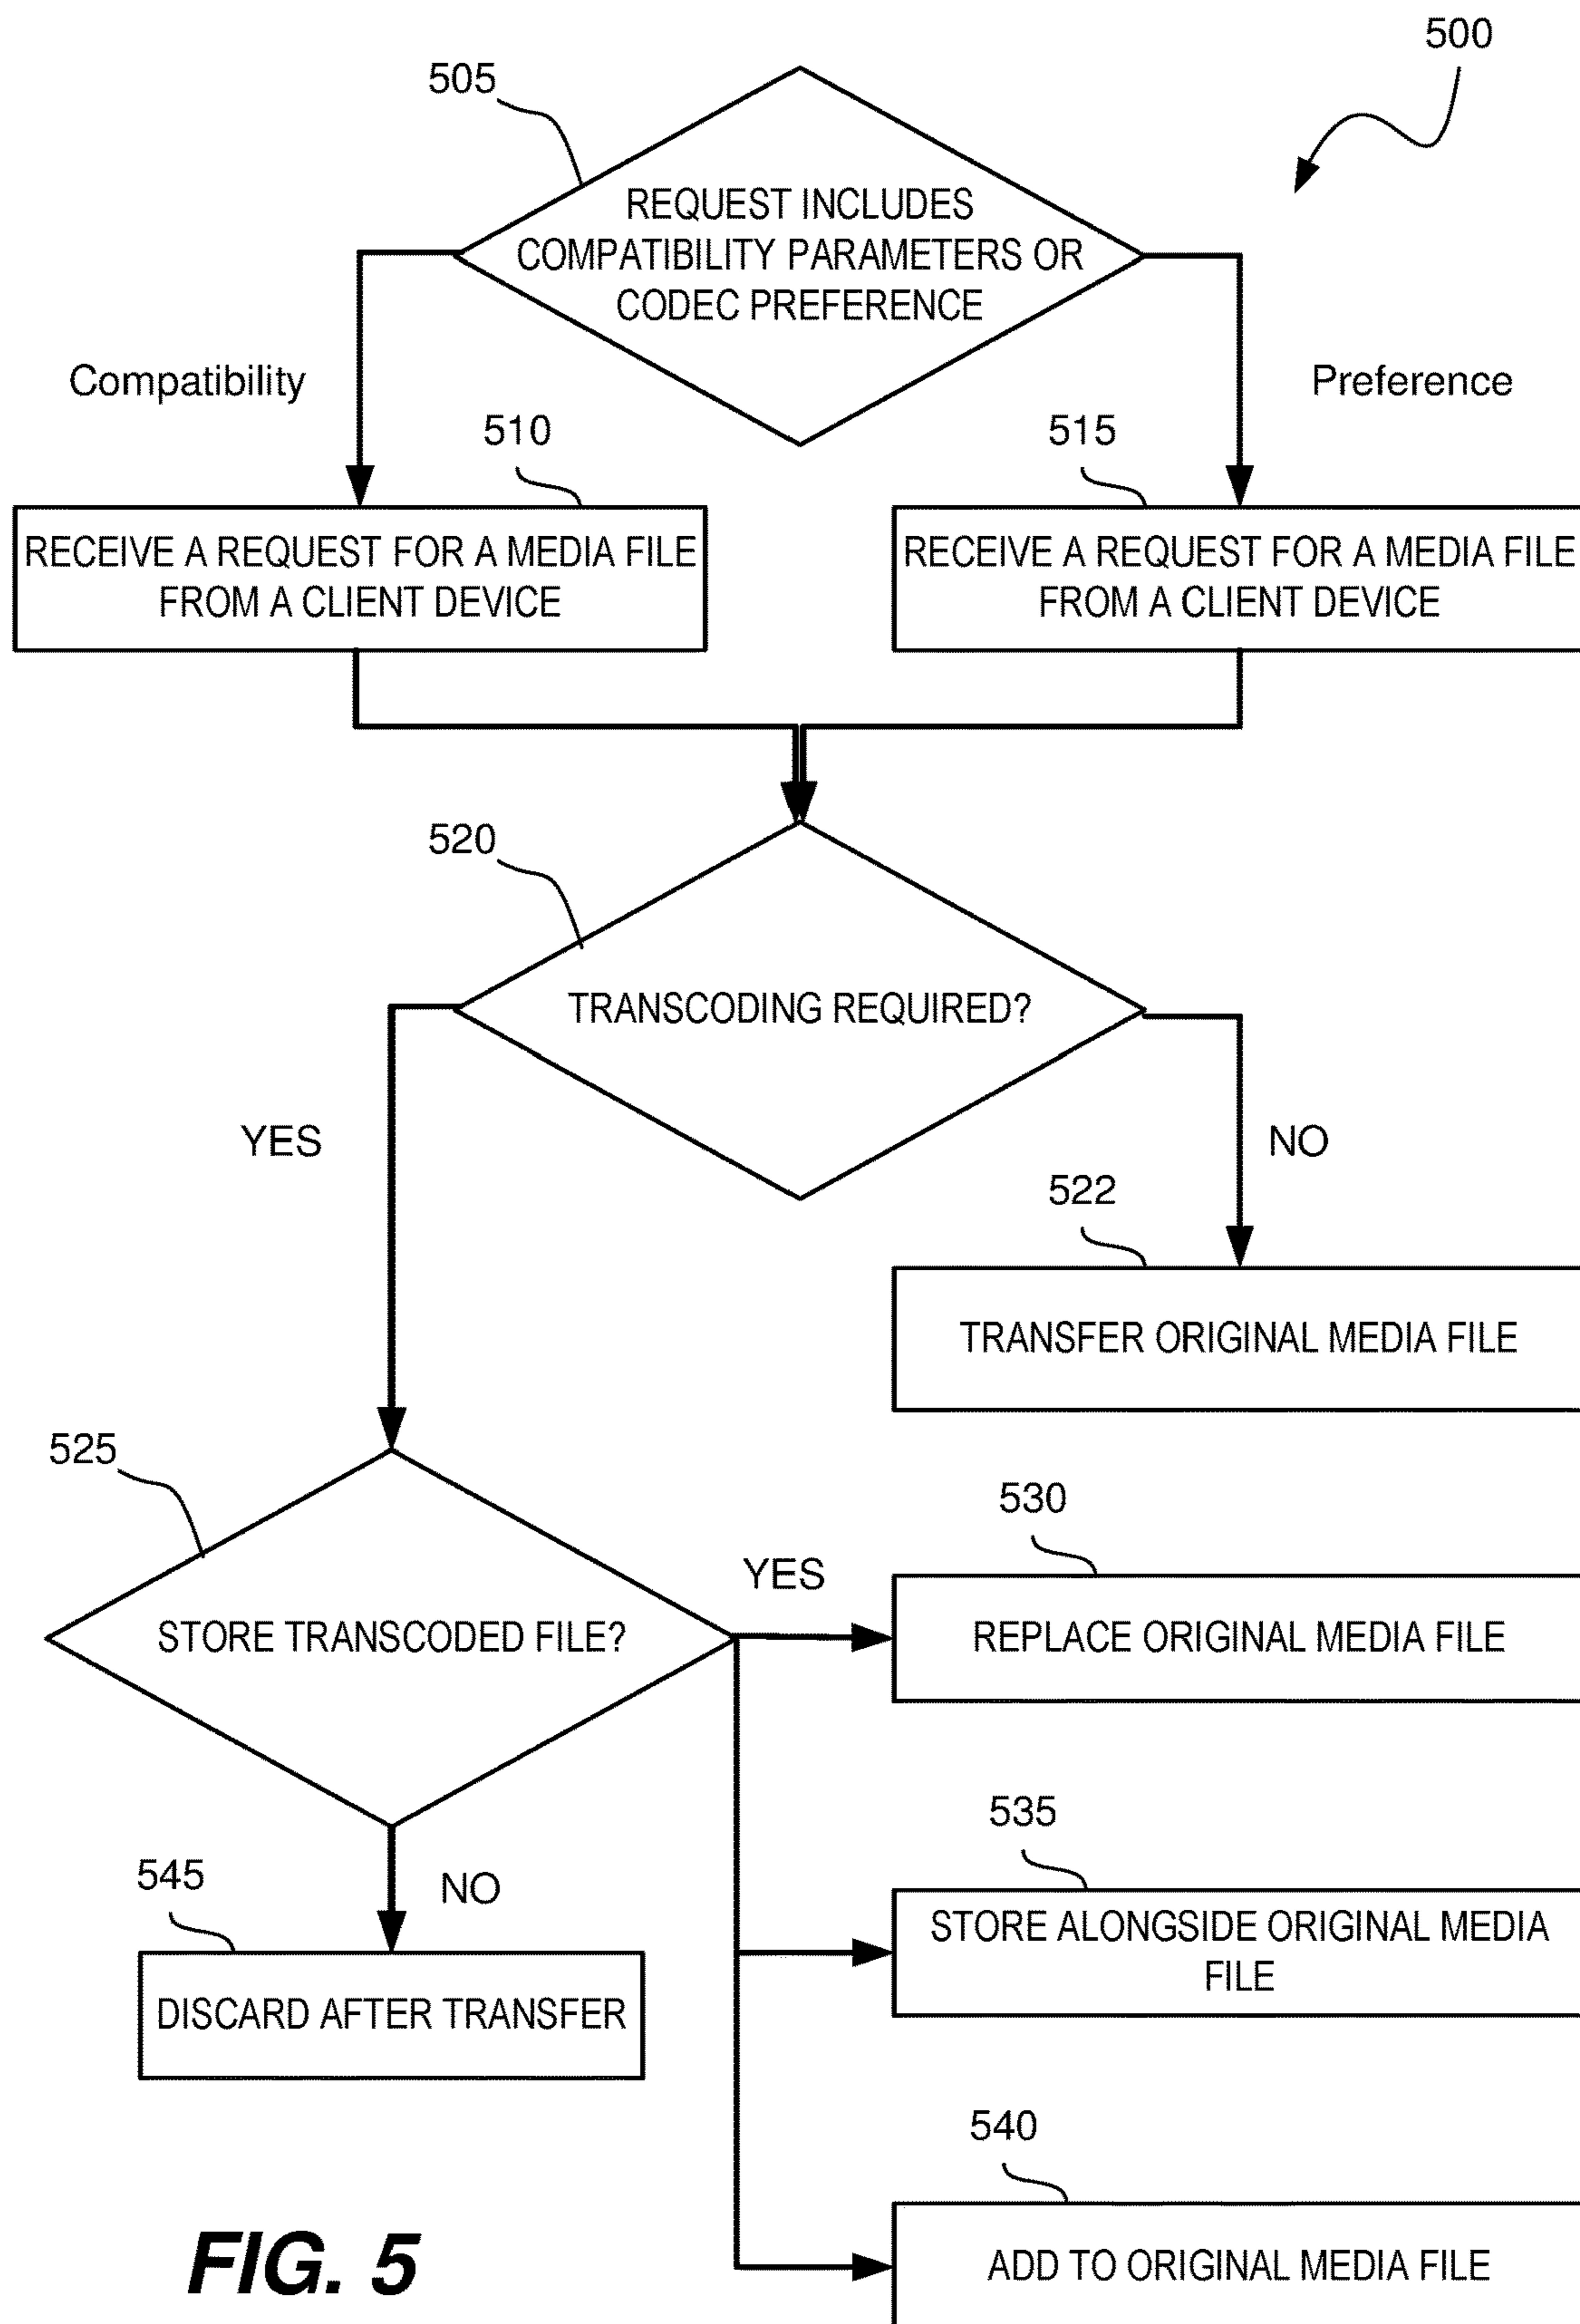 500
505
REQUEST INCLUDES
COMPATIBILITY PARAMETERS OR
CODEC PREFERENCE
Compatibility
Preference
510
515
RECEIVE A REQUEST FOR A MEDIA FILE
FROM A CLIENT DEVICE
RECEIVE A REQUEST FOR A MEDIA FILE
FROM A CLIENT DEVICE
520
TRANSCODING REQUIRED?
YES
NO
522
TRANSFER ORIGINAL MEDIA FILE
525
STORE TRANSCODED FILE?
YES
530
REPLACE ORIGINAL MEDIA FILE
535
STORE ALONGSIDE ORIGINAL MEDIA
FILE
545
NO
DISCARD AFTER TRANSFER
540
ADD TO ORIGINAL MEDIA FILE
FIG. 5